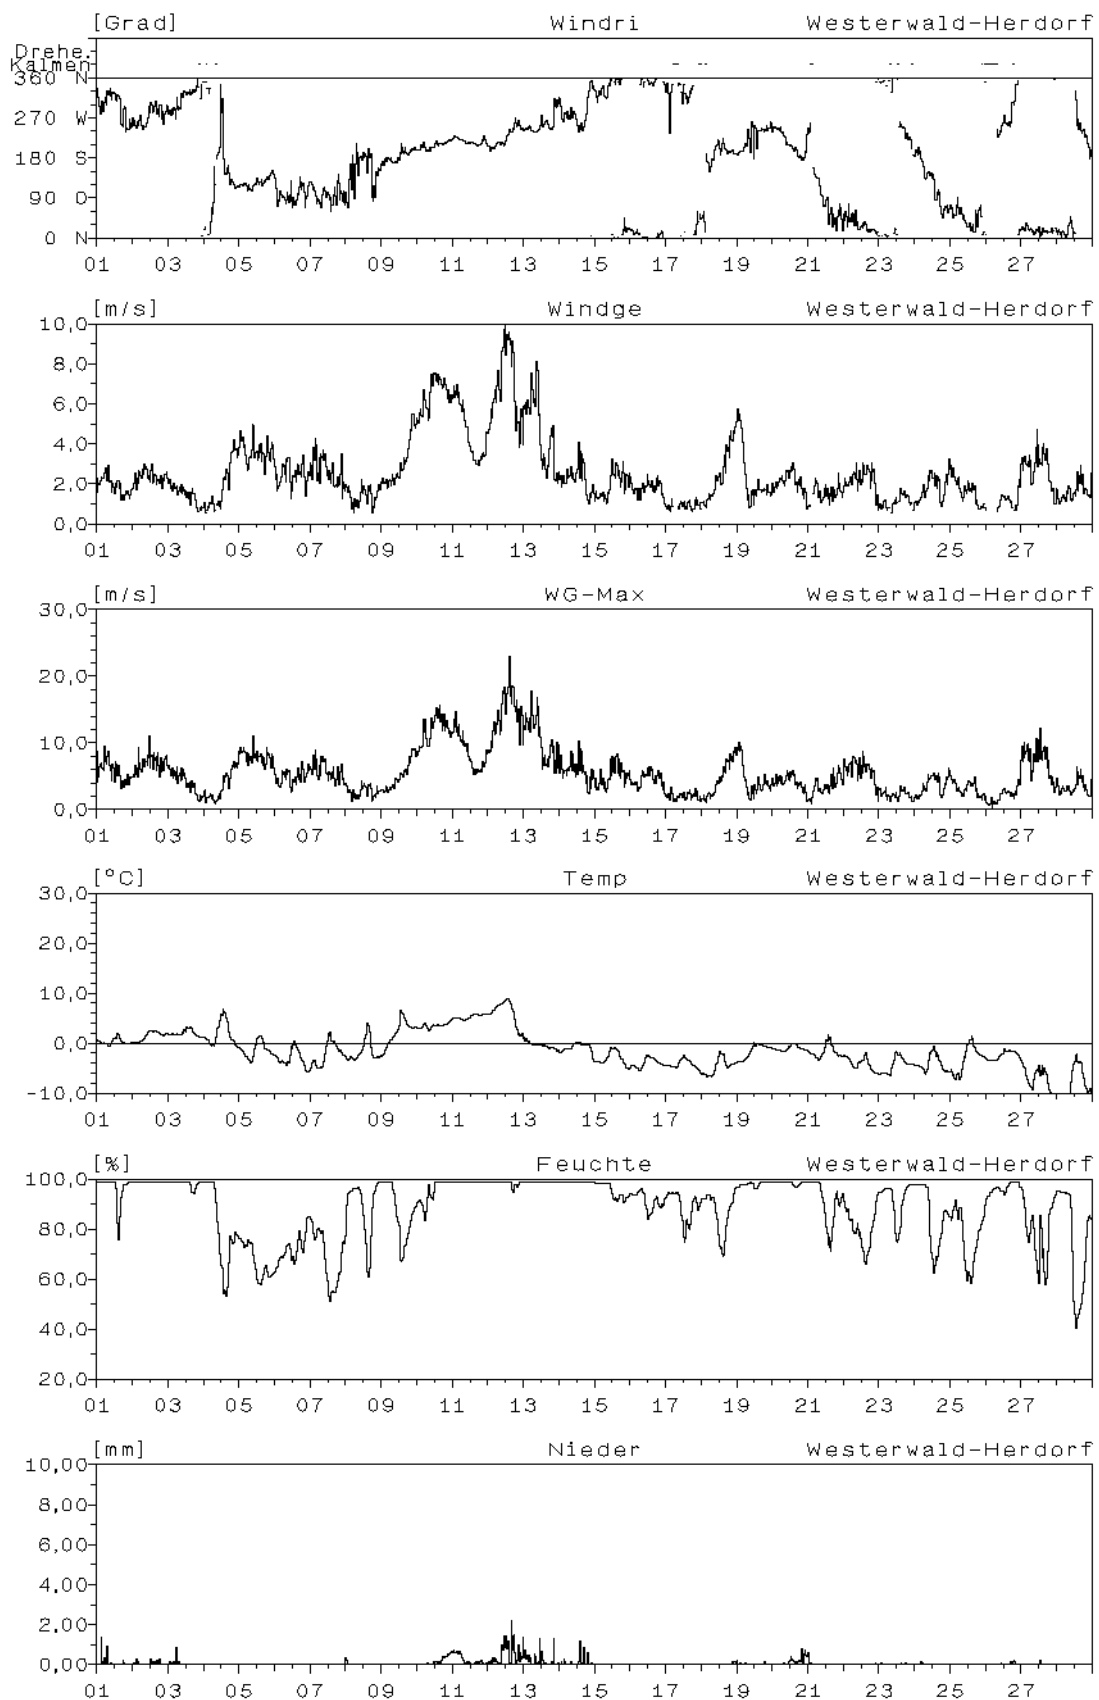 [Grad] Windri Westerwald-Herdorf
Drehe.
Kalmen
360 N
270 W
180 S
90 O
0 N
01 03 05 07 09 11 13 15 17 19 21 23 25 27
[m/s] Windge Westerwald-Herdorf
10,0
8,0
6,0
4,0
2,0
0,0
01 03 05 07 09 11 13 15 17 19 21 23 25 27
[m/s] WG-Max Westerwald-Herdorf
30,0
20,0
10,0
0,0
01 03 05 07 09 11 13 15 17 19 21 23 25 27
[°C] Temp Westerwald-Herdorf
30,0
20,0
10,0
0,0
-10,0
01 03 05 07 09 11 13 15 17 19 21 23 25 27
[%] Feuchte Westerwald-Herdorf
100,0
80,0
60,0
40,0
20,0
01 03 05 07 09 11 13 15 17 19 21 23 25 27
[mm] Nieder Westerwald-Herdorf
10,00
8,00
6,00
4,00
2,00
0,00
01 03 05 07 09 11 13 15 17 19 21 23 25 27